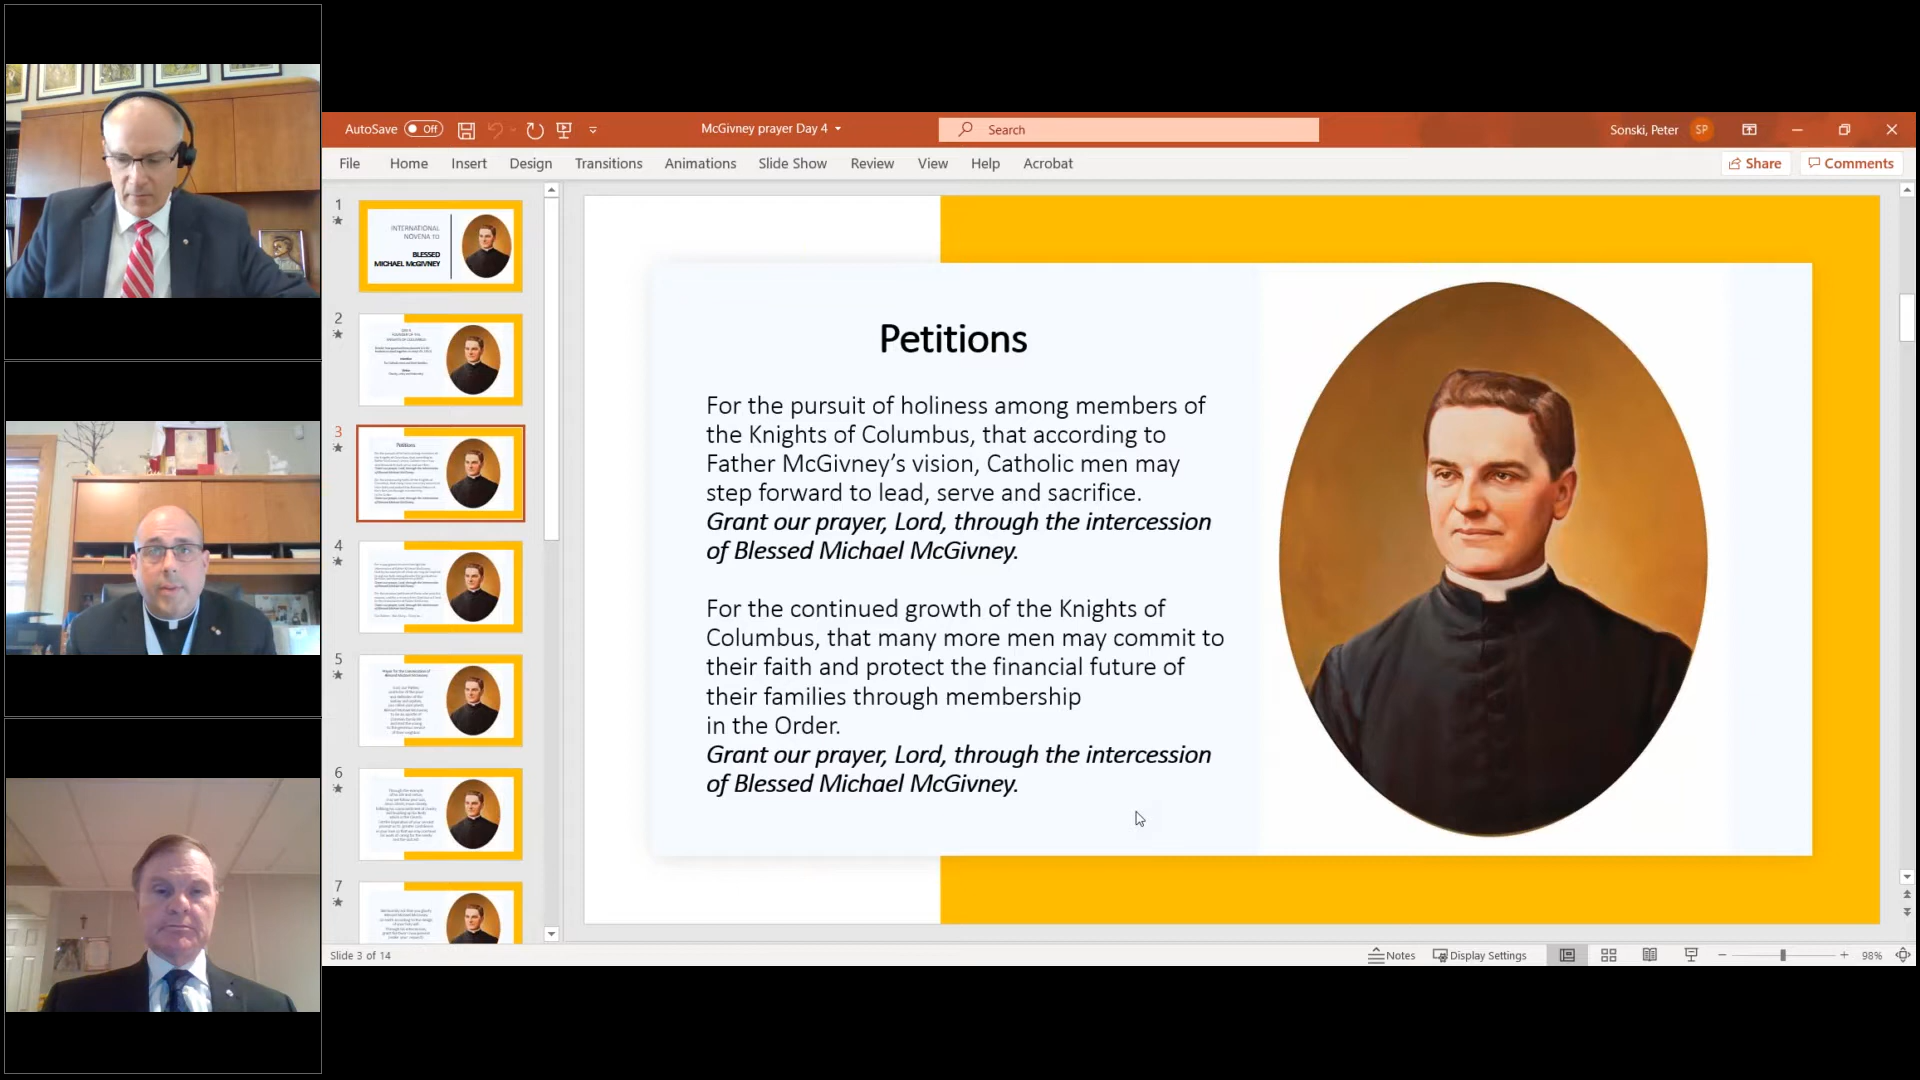 AutoSave Off
McGivney prayer Day 4
Search
Sonski, Peter SP
File Home Insert Design Transitions Animations Slide Show Review View Help Acrobat
Share Comments
1
INTERNATIONAL
NOVENA TO
BLESSED
MICHAEL McGIVNEY
2
3
Petitions
4
5
6
7
Petitions
For the pursuit of holiness among members of
the Knights of Columbus, that according to
Father McGivney’s vision, Catholic men may
step forward to lead, serve and sacrifice.
Grant our prayer, Lord, through the intercession
of Blessed Michael McGivney.
For the continued growth of the Knights of
Columbus, that many more men may commit to
their faith and protect the financial future of
their families through membership
in the Order.
Grant our prayer, Lord, through the intercession
of Blessed Michael McGivney.
Slide 3 of 14
Notes Display Settings 98%